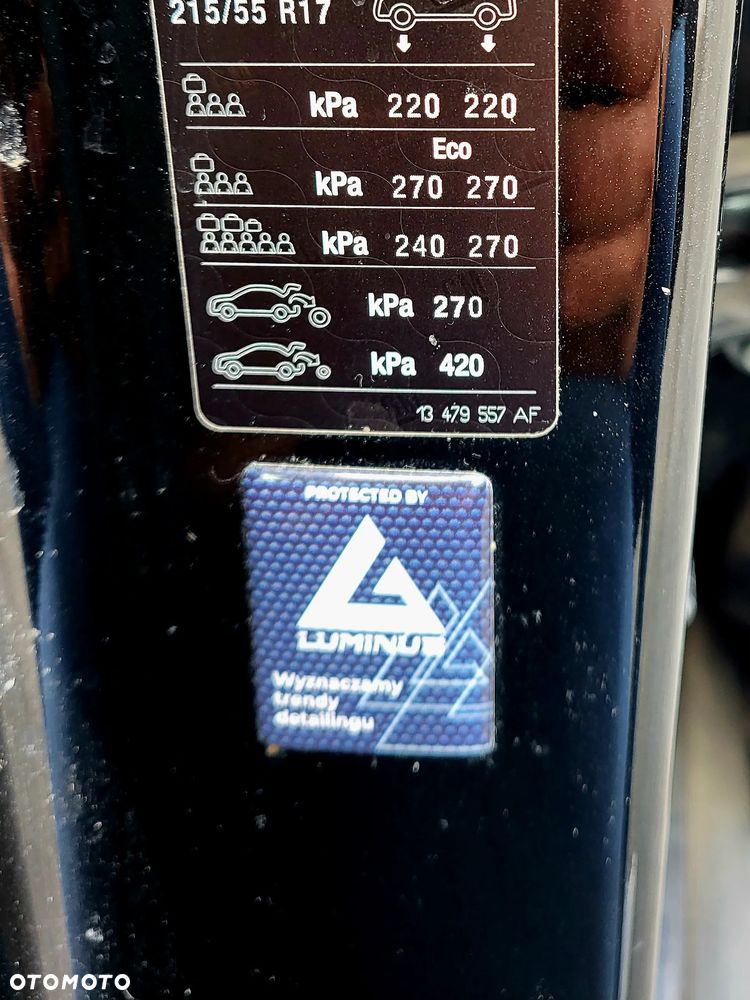 215/55 R17
kPa 220 220
Eco
kPa 270 270
kPa 240 270
kPa 270
kPa 420
13 479 557 AF
PROTECTED BY
LUMINUS
Wyznaczamy
trendy
detailingu
OTOMOTO